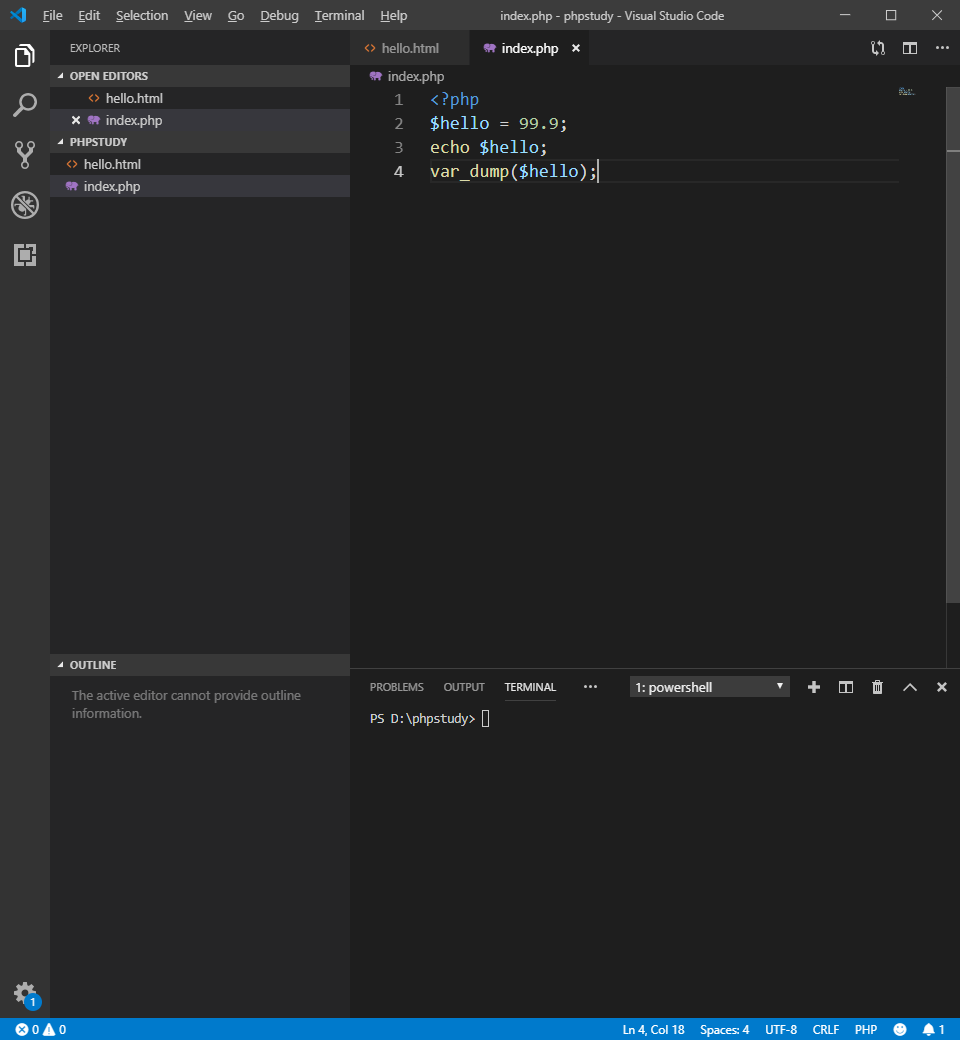 File Edit Selection View Go Debug Terminal Help index.php - phpstudy - Visual Studio Code
EXPLORER
OPEN EDITORS
hello.html
index.php
PHPSTUDY
hello.html
index.php
OUTLINE
The active editor cannot provide outline
information.
hello.html index.php
index.php
1 <?php
2 $hello = 99.9;
3 echo $hello;
4 var_dump($hello);
PROBLEMS OUTPUT TERMINAL ... 1: powershell
PS D:\phpstudy>
1
0 0 Ln 4, Col 18 Spaces: 4 UTF-8 CRLF PHP 1